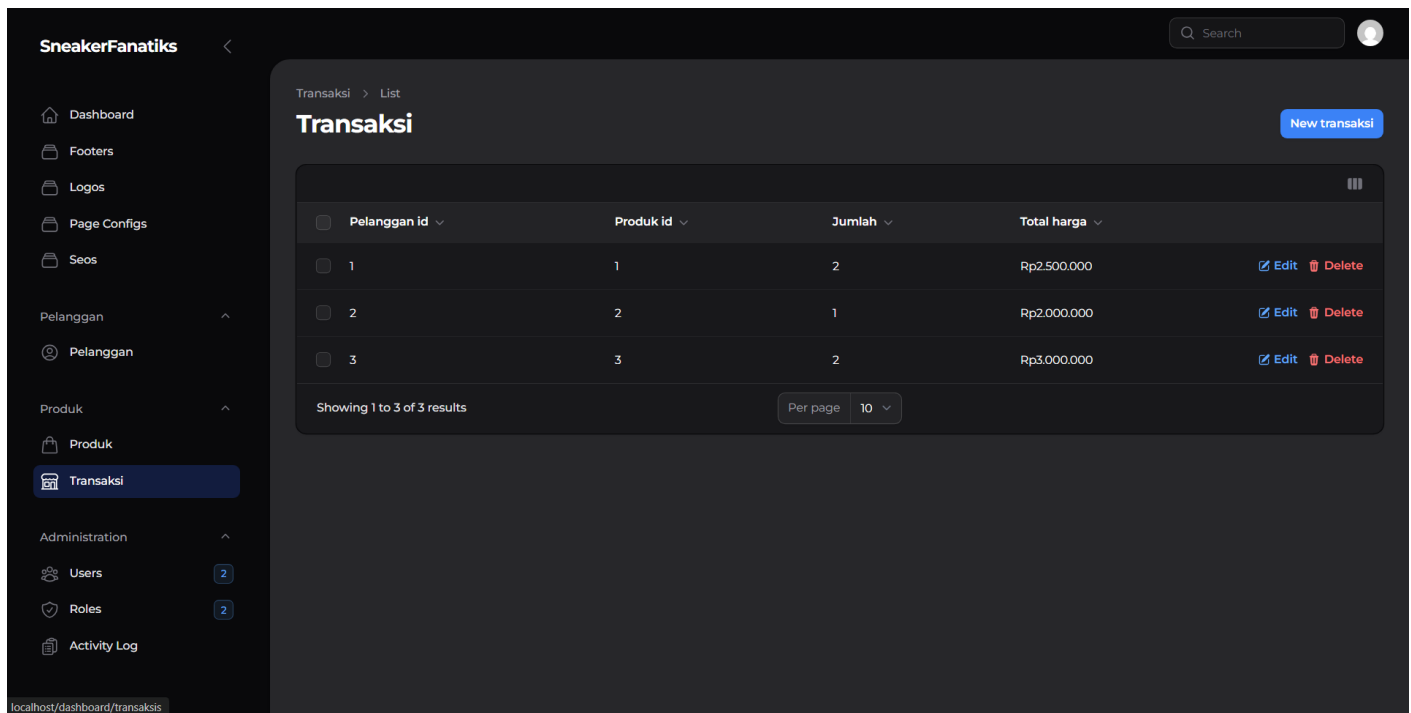 SneakerFanatiks
Search
Dashboard
Footers
Logos
Page Configs
Seos
Pelanggan
Pelanggan
Produk
Produk
Transaksi
Administration
Users 2
Roles 2
Activity Log
localhost/dashboard/transaksis
Transaksi > List
Transaksi
New transaksi
Pelanggan id Produk id Jumlah Total harga
1 1 2 Rp2.500.000 Edit Delete
2 2 1 Rp2.000.000 Edit Delete
3 3 2 Rp3.000.000 Edit Delete
Showing 1 to 3 of 3 results Per page 10